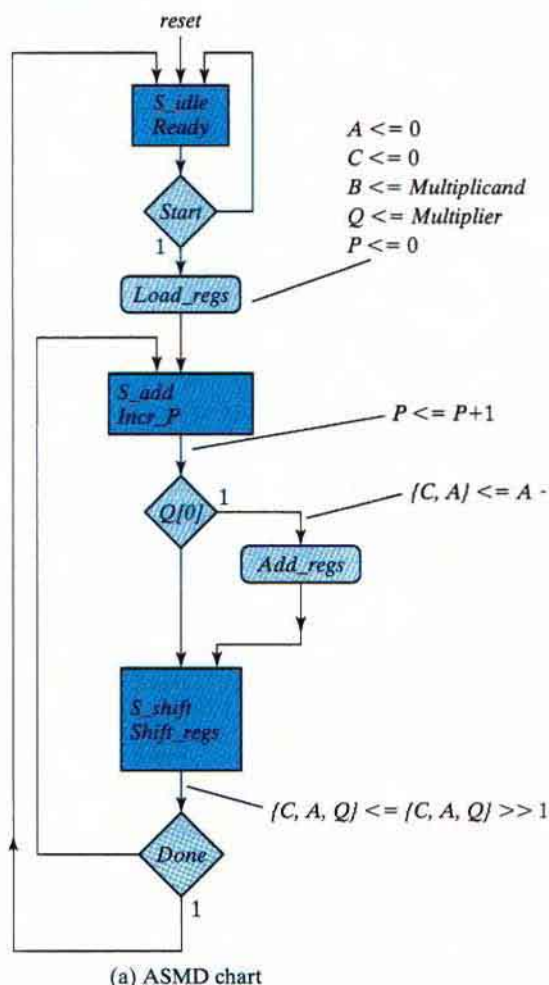 reset
S_idle
Ready
A <= 0
C <= 0
B <= Multiplicand
Q <= Multiplier
P <= 0
Start
1
Load_regs
S_add
Incr_P
P <= P+1
Q[0]
1
{C, A} <= A -
Add_regs
S_shift
Shift_regs
{C, A, Q} <= {C, A, Q} >> 1
Done
1
(a) ASMD chart